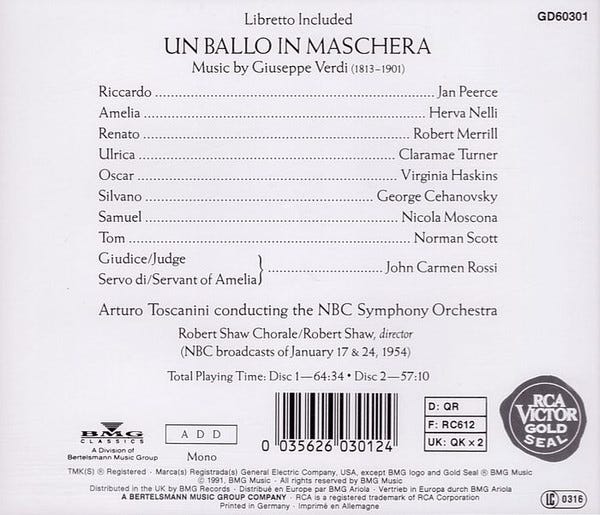 Libretto Included
GD60301
UN BALLO IN MASCHERA
Music by Giuseppe Verdi (1813–1901)
Riccardo ........ Jan Peerce
Amelia ........ Herva Nelli
Renato ........ Robert Merrill
Ulrica ........ Claramae Turner
Oscar ........ Virginia Haskins
Silvano ........ George Cehanovsky
Samuel ........ Nicola Moscona
Tom ........ Norman Scott
Giudice/Judge
Servo di/Servant of Amelia } ........ John Carmen Rossi
Arturo Toscanini conducting the NBC Symphony Orchestra
Robert Shaw Chorale/Robert Shaw, director
(NBC broadcasts of January 17 & 24, 1954)
Total Playing Time: Disc 1—64:34 • Disc 2—57:10
BMG
CLASSICS
A Division of
Bertelsmann Music Group
A D D
Mono
0 035626 030124
D: QR
F: RC612
UK: QK × 2
RCA
VICTOR
GOLD
SEAL
TMK(S) ® Registered · Marca(s) Registrada(s) General Electric Company, USA, except BMG logo and Gold Seal ® BMG Music
© 1991, BMG Music · All rights reserved by BMG Music
Distributed in the UK by BMG Records · Distribué en Europe par BMG Ariola · Vertrieb in Europa durch BMG Ariola
A BERTELSMANN MUSIC GROUP COMPANY · RCA is a registered trademark of RCA Corporation
Printed in Germany · Imprimé en Allemagne
LC 0316